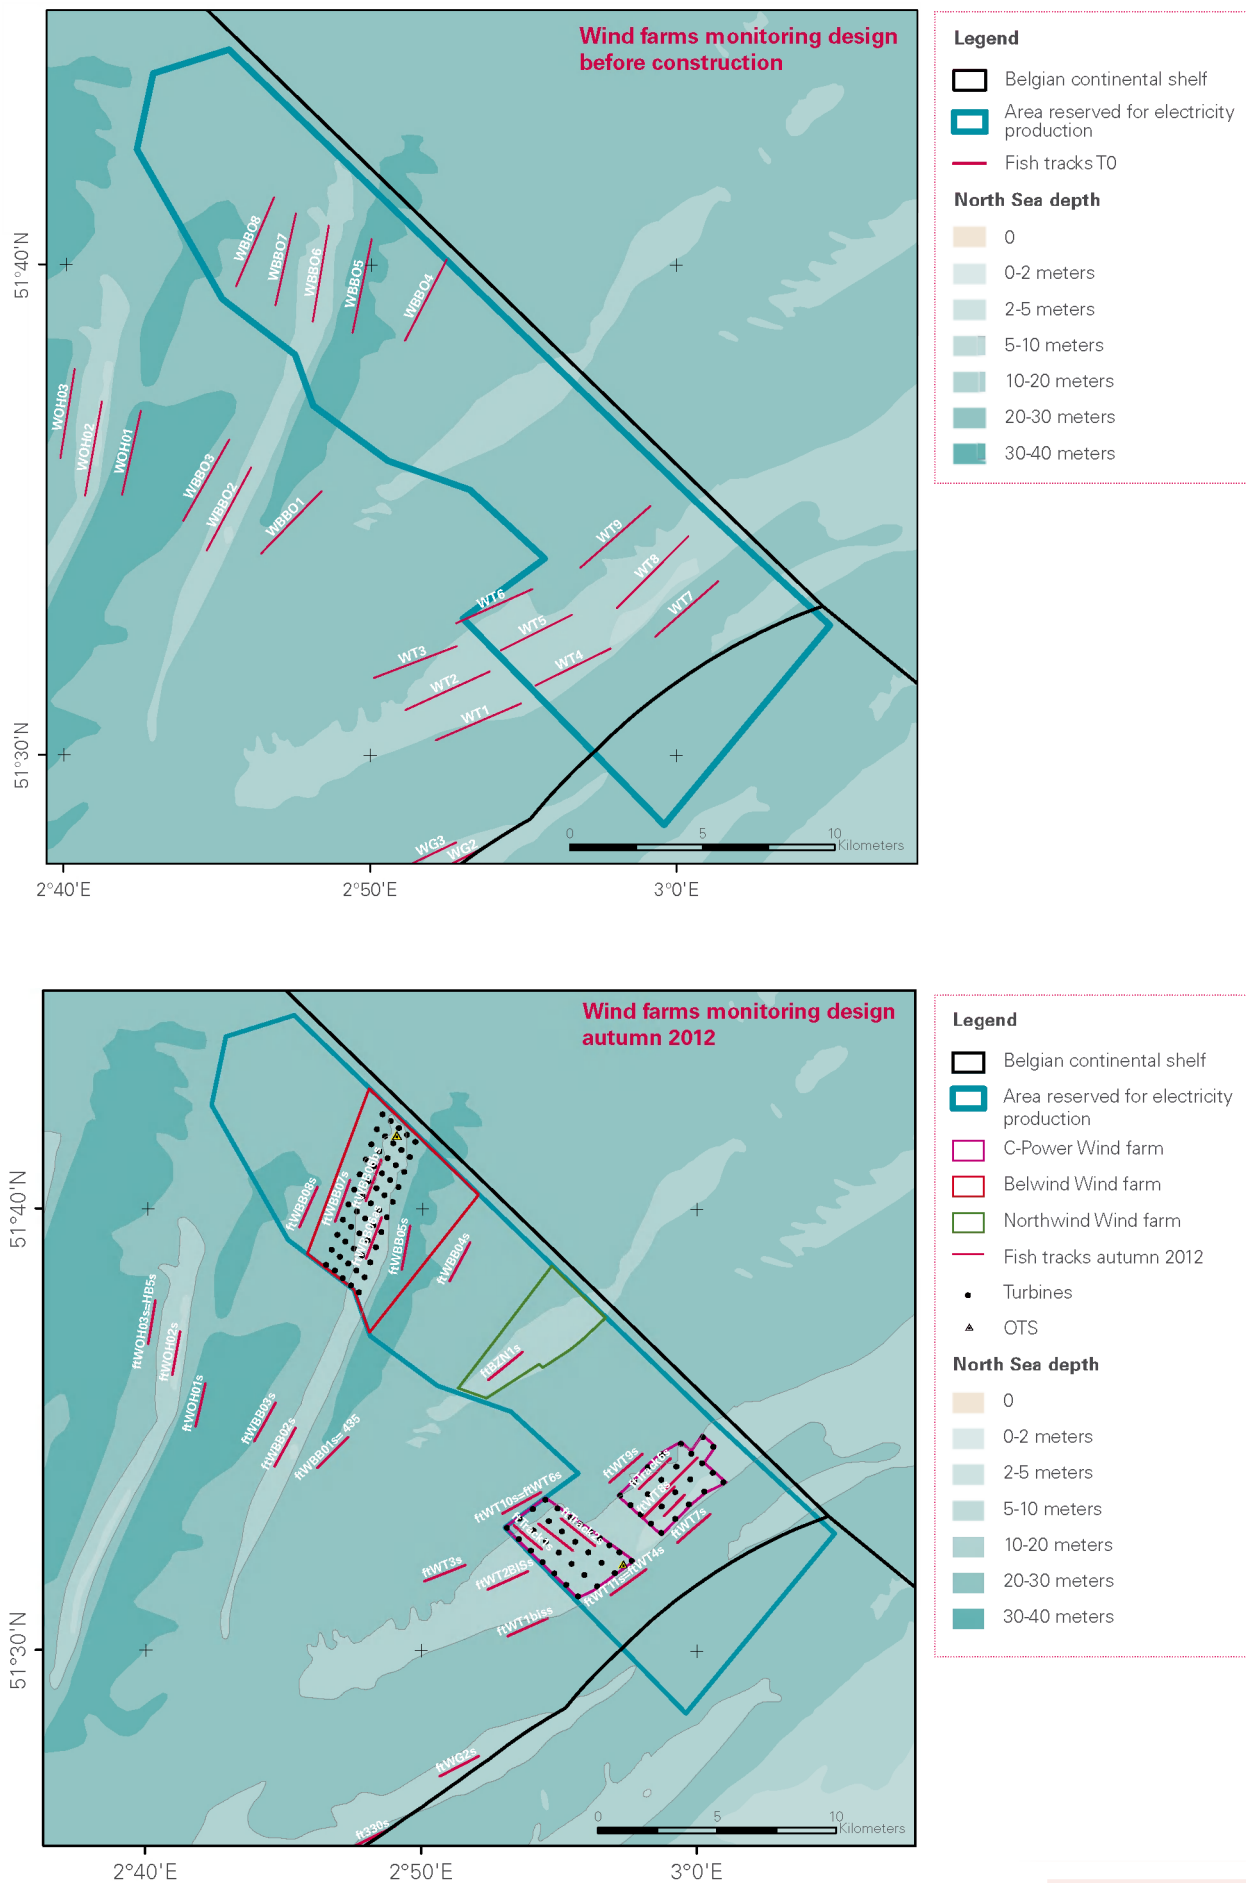 Wind farms monitoring design
before construction
51°40'N
51°30'N
2°40'E
2°50'E
3°0'E
WBBO8
WBBO7
WBBO6
WBBO5
WBBO4
WOH03
WOH02
WOH01
WBBO3
WBBO2
WBBO1
WT9
WT8
WT7
WT6
WT5
WT4
WT3
WT2
WT1
WG3
WG2
0
5
10
Kilometers
Legend
Belgian continental shelf
Area reserved for electricity
production
Fish tracks T0
North Sea depth
0
0-2 meters
2-5 meters
5-10 meters
10-20 meters
20-30 meters
30-40 meters
Wind farms monitoring design
autumn 2012
51°40'N
51°30'N
2°40'E
2°50'E
3°0'E
ftWBB08s
ftWBB07s
ftWBB05s
ftWBB04s
ftWOH03s=HB5s
ftWOH02s
ftWOH01s
ftWBB03s
ftWBB02s
ftWBB01s= 435
ftBZN1s
ftWT9s
ftTrack6s
ftWT8s
ftWT7s
ftWT10s=ftWT6s
ftWT3s
ftWT2BISs
ftWT11s=ftWT4s
ftWT1biss
ftWG2s
ft330s
0
5
10
Kilometers
Legend
Belgian continental shelf
Area reserved for electricity
production
C-Power Wind farm
Belwind Wind farm
Northwind Wind farm
Fish tracks autumn 2012
Turbines
OTS
North Sea depth
0
0-2 meters
2-5 meters
5-10 meters
10-20 meters
20-30 meters
30-40 meters